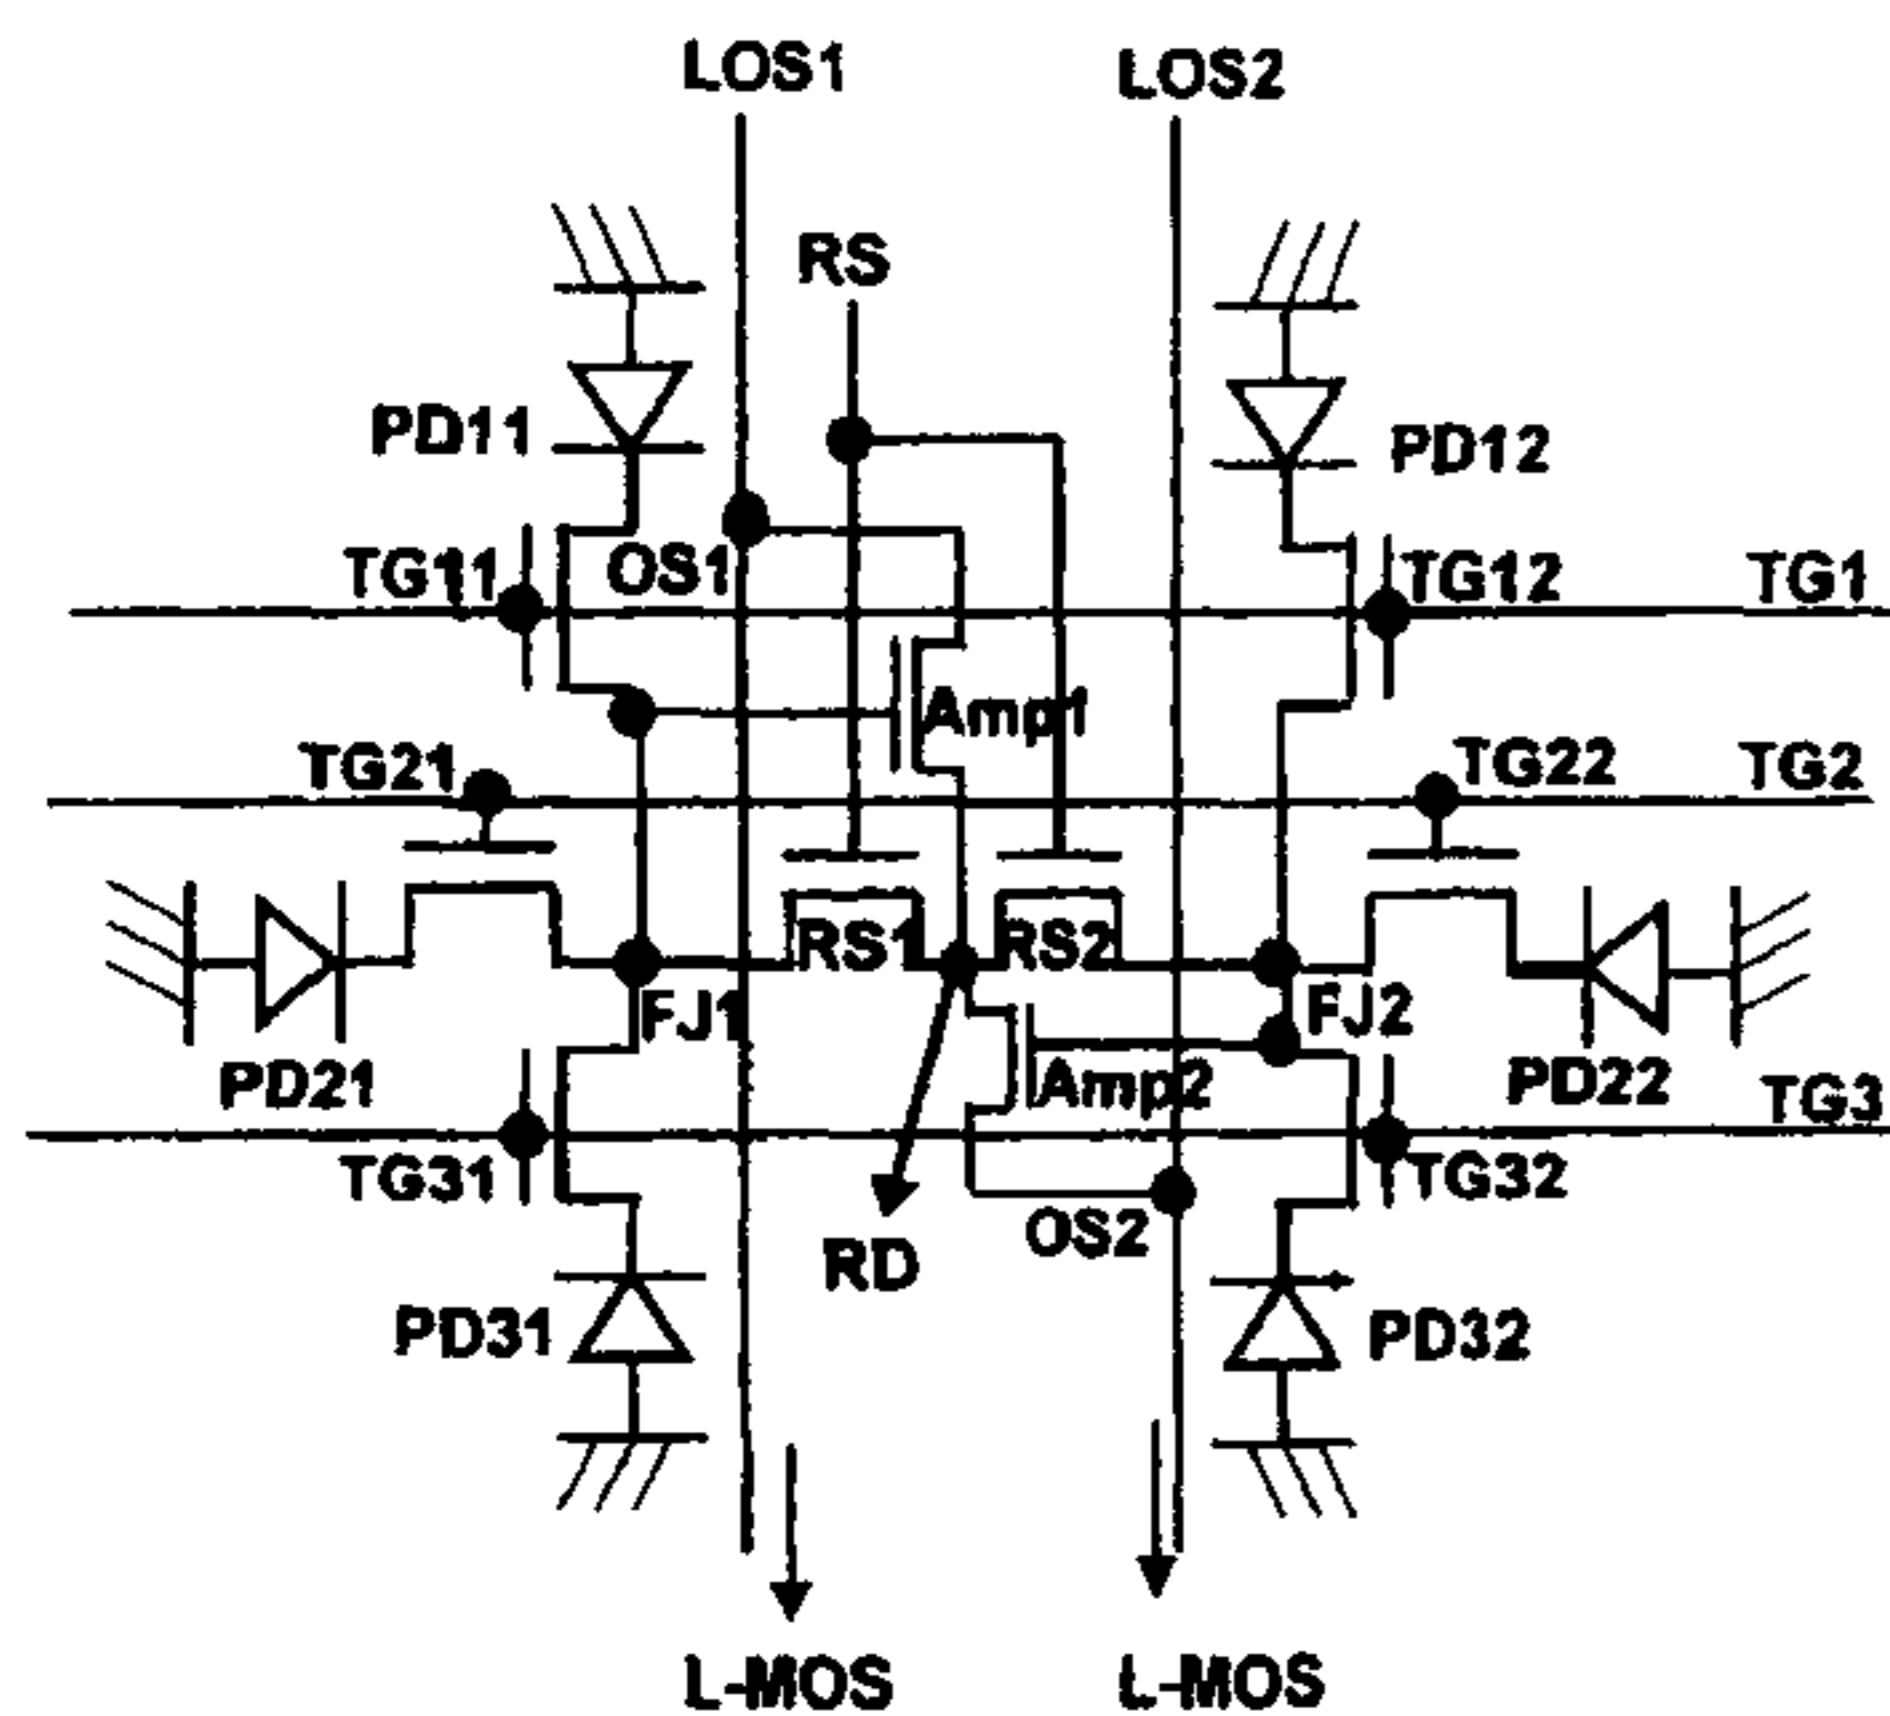 LOS1 LOS2
RS
PD11 PD12
TG11 OS1 TG12 TG1
Amp1
TG21 TG22 TG2
RS1 RS2
FJ1 FJ2
PD21 Amp2 PD22 TG3
TG31 TG32
OS2
RD
PD31 PD32
L-MOS L-MOS